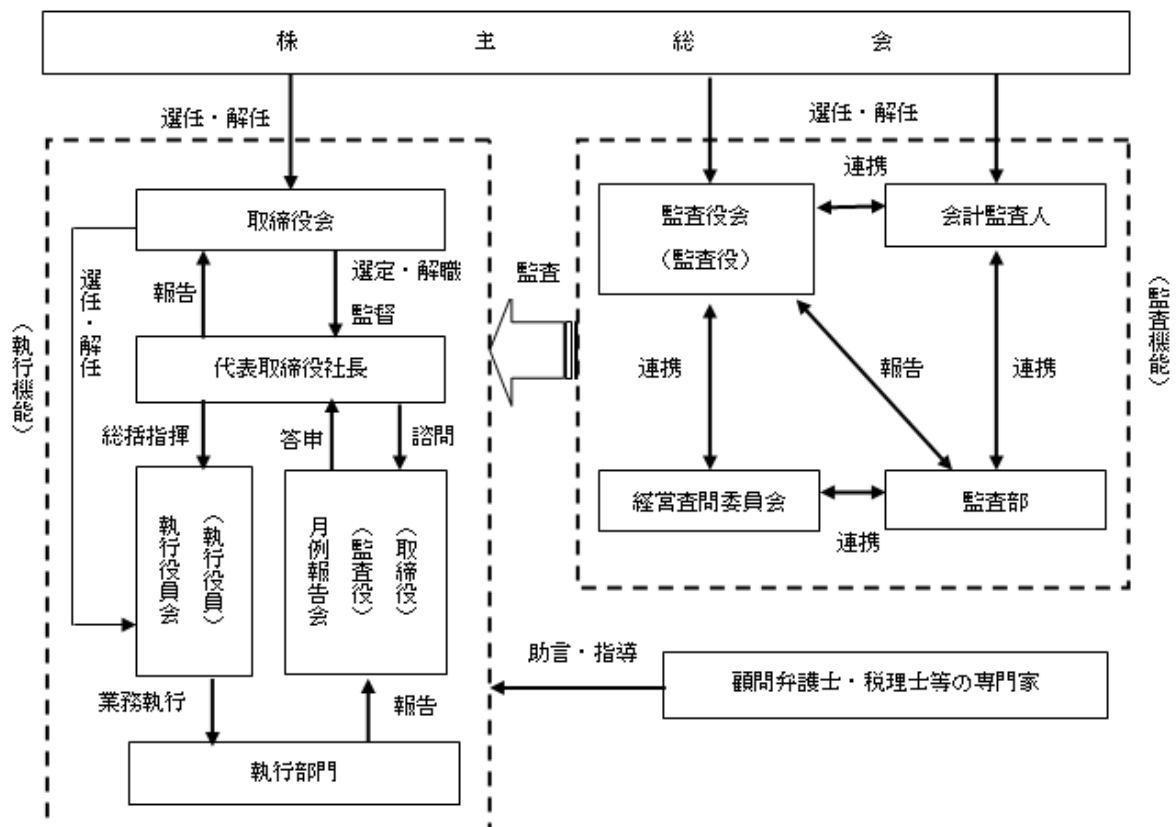 株主総会
選任・解任
選任・解任
連携
取締役会
監査役会
(監査役)
会計監査人
選任・解任
報告
選定・解職
監督
監査
(執行機能)
(監査機能)
代表取締役社長
連携
報告
連携
総括指揮
答申
諮問
経営査問委員会
監査部
連携
(執行役員)
執行役員会
(取締役)
(監査役)
月例報告会
助言・指導
顧問弁護士・税理士等の専門家
業務執行
報告
執行部門